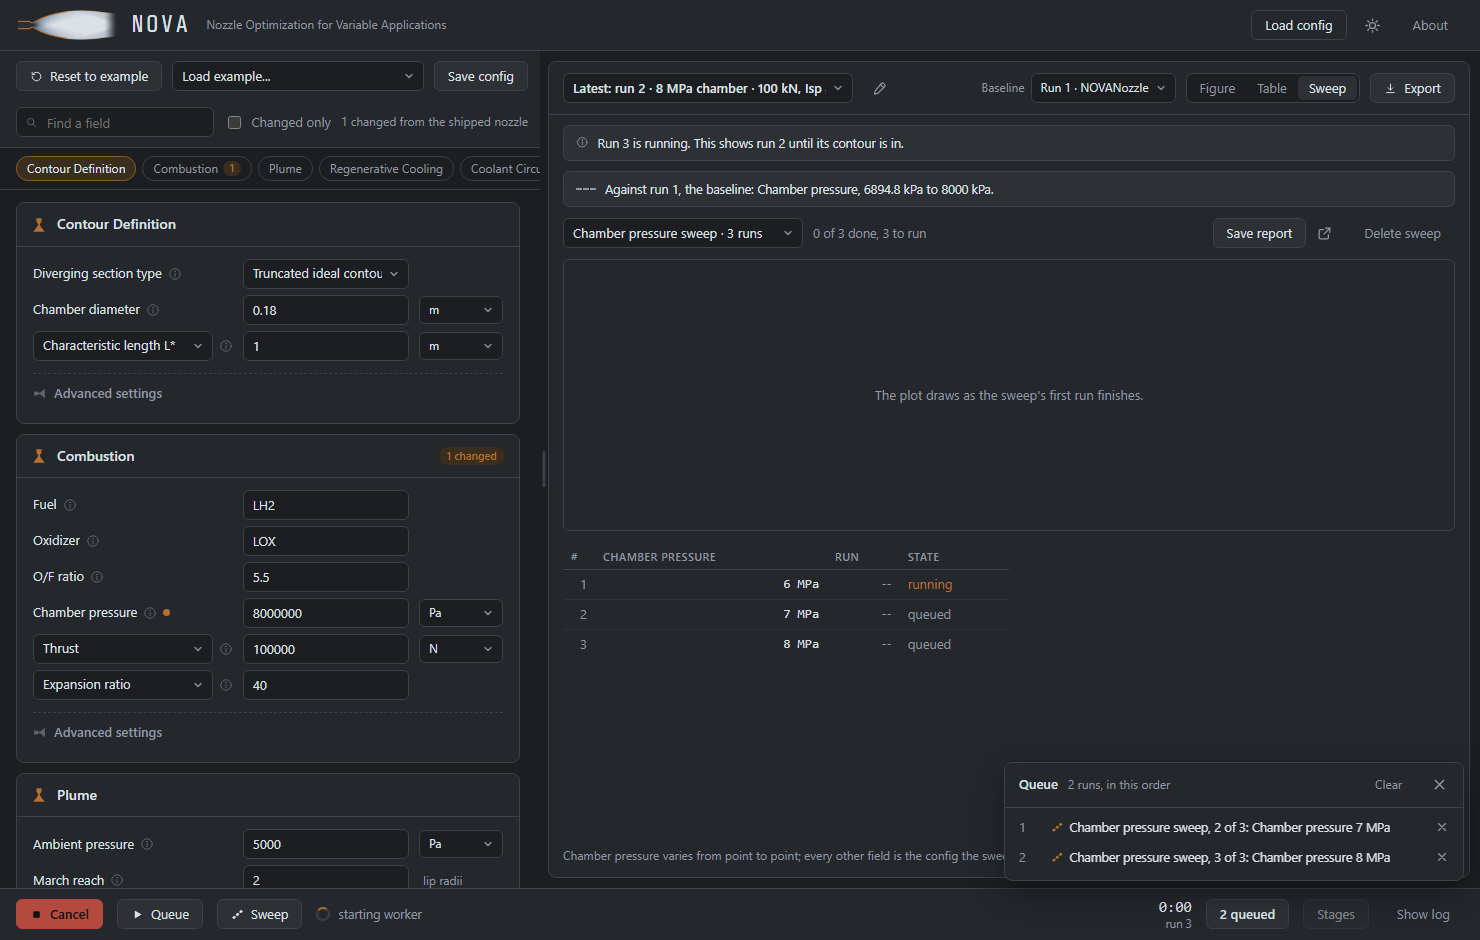 NOVA
Nozzle Optimization for Variable Applications
Load config
About
Reset to example
Load example...
Save config
Find a field
Changed only
1 changed from the shipped nozzle
Contour Definition
Combustion 1
Plume
Regenerative Cooling
Coolant Circu
Contour Definition
Diverging section type
Truncated ideal contou
Chamber diameter
0.18
m
Characteristic length L*
1
m
Advanced settings
Combustion
1 changed
Fuel
LH2
Oxidizer
LOX
O/F ratio
5.5
Chamber pressure
8000000
Pa
Thrust
100000
N
Expansion ratio
40
Advanced settings
Plume
Ambient pressure
5000
Pa
March reach
2
lip radii
Latest: run 2 · 8 MPa chamber · 100 kN, Isp
Baseline
Run 1 · NOVANozzle
Figure
Table
Sweep
Export
Run 3 is running. This shows run 2 until its contour is in.
Against run 1, the baseline: Chamber pressure, 6894.8 kPa to 8000 kPa.
Chamber pressure sweep · 3 runs
0 of 3 done, 3 to run
Save report
Delete sweep
The plot draws as the sweep's first run finishes.
# CHAMBER PRESSURE RUN STATE
1 6 MPa -- running
2 7 MPa -- queued
3 8 MPa -- queued
Chamber pressure varies from point to point; every other field is the config the swee
Queue
2 runs, in this order
Clear
1 Chamber pressure sweep, 2 of 3: Chamber pressure 7 MPa
2 Chamber pressure sweep, 3 of 3: Chamber pressure 8 MPa
Cancel
Queue
Sweep
starting worker
0:00
run 3
2 queued
Stages
Show log